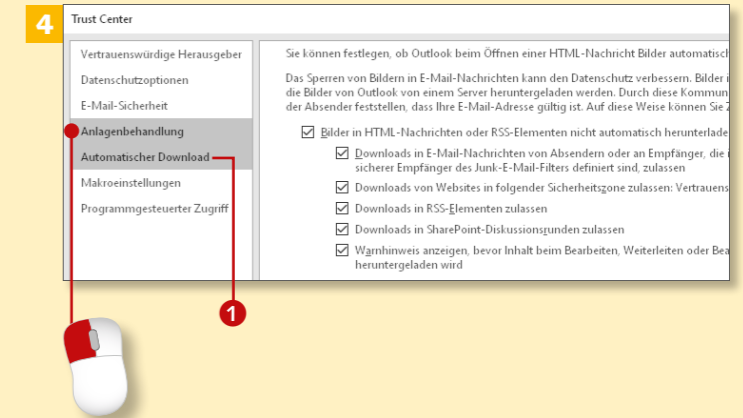 4
Trust Center
Vertrauenswürdige Herausgeber
Datenschutzoptionen
E-Mail-Sicherheit
Anlagenbehandlung
Automatischer Download
Makroeinstellungen
Programmgesteuerter Zugriff
Sie können festlegen, ob Outlook beim Öffnen einer HTML-Nachricht Bilder automatisch
Das Sperren von Bildern in E-Mail-Nachrichten kann den Datenschutz verbessern. Bilder i
die Bilder von Outlook von einem Server heruntergeladen werden. Durch diese Kommun
der Absender feststellen, dass Ihre E-Mail-Adresse gültig ist. Auf diese Weise können Sie Z
Bilder in HTML-Nachrichten oder RSS-Elementen nicht automatisch herunterlade
Downloads in E-Mail-Nachrichten von Absendern oder an Empfänger, die i
sicherer Empfänger des Junk-E-Mail-Filters definiert sind, zulassen
Downloads von Websites in folgender Sicherheitszone zulassen: Vertrauens
Downloads in RSS-Elementen zulassen
Downloads in SharePoint-Diskussionsrunden zulassen
Warnhinweis anzeigen, bevor Inhalt beim Bearbeiten, Weiterleiten oder Bea
heruntergeladen wird
1